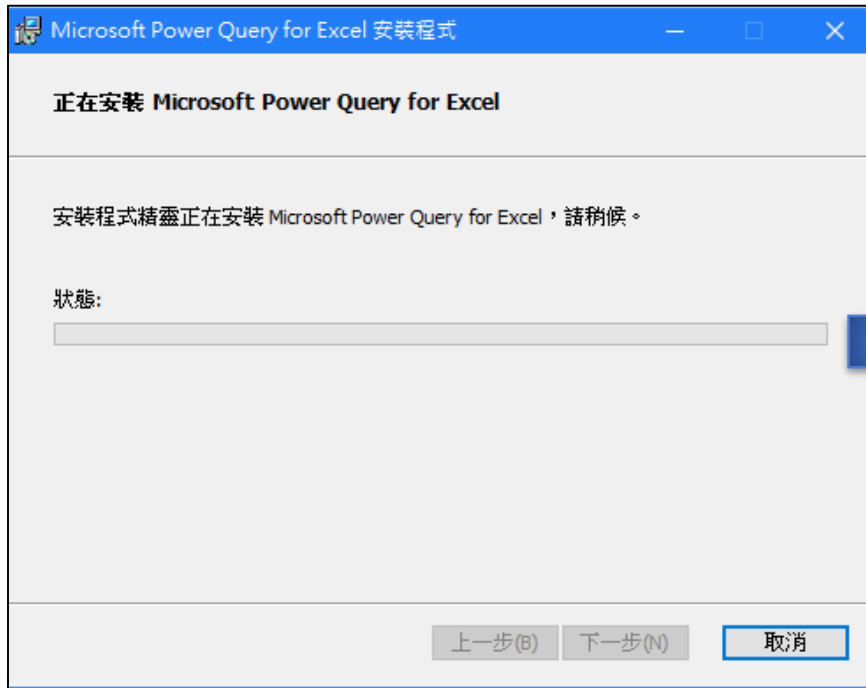 Microsoft Power Query for Excel 安裝程式
正在安裝 Microsoft Power Query for Excel
安裝程式精靈正在安裝 Microsoft Power Query for Excel，請稍候。
狀態:
上一步(B) 下一步(N) 取消